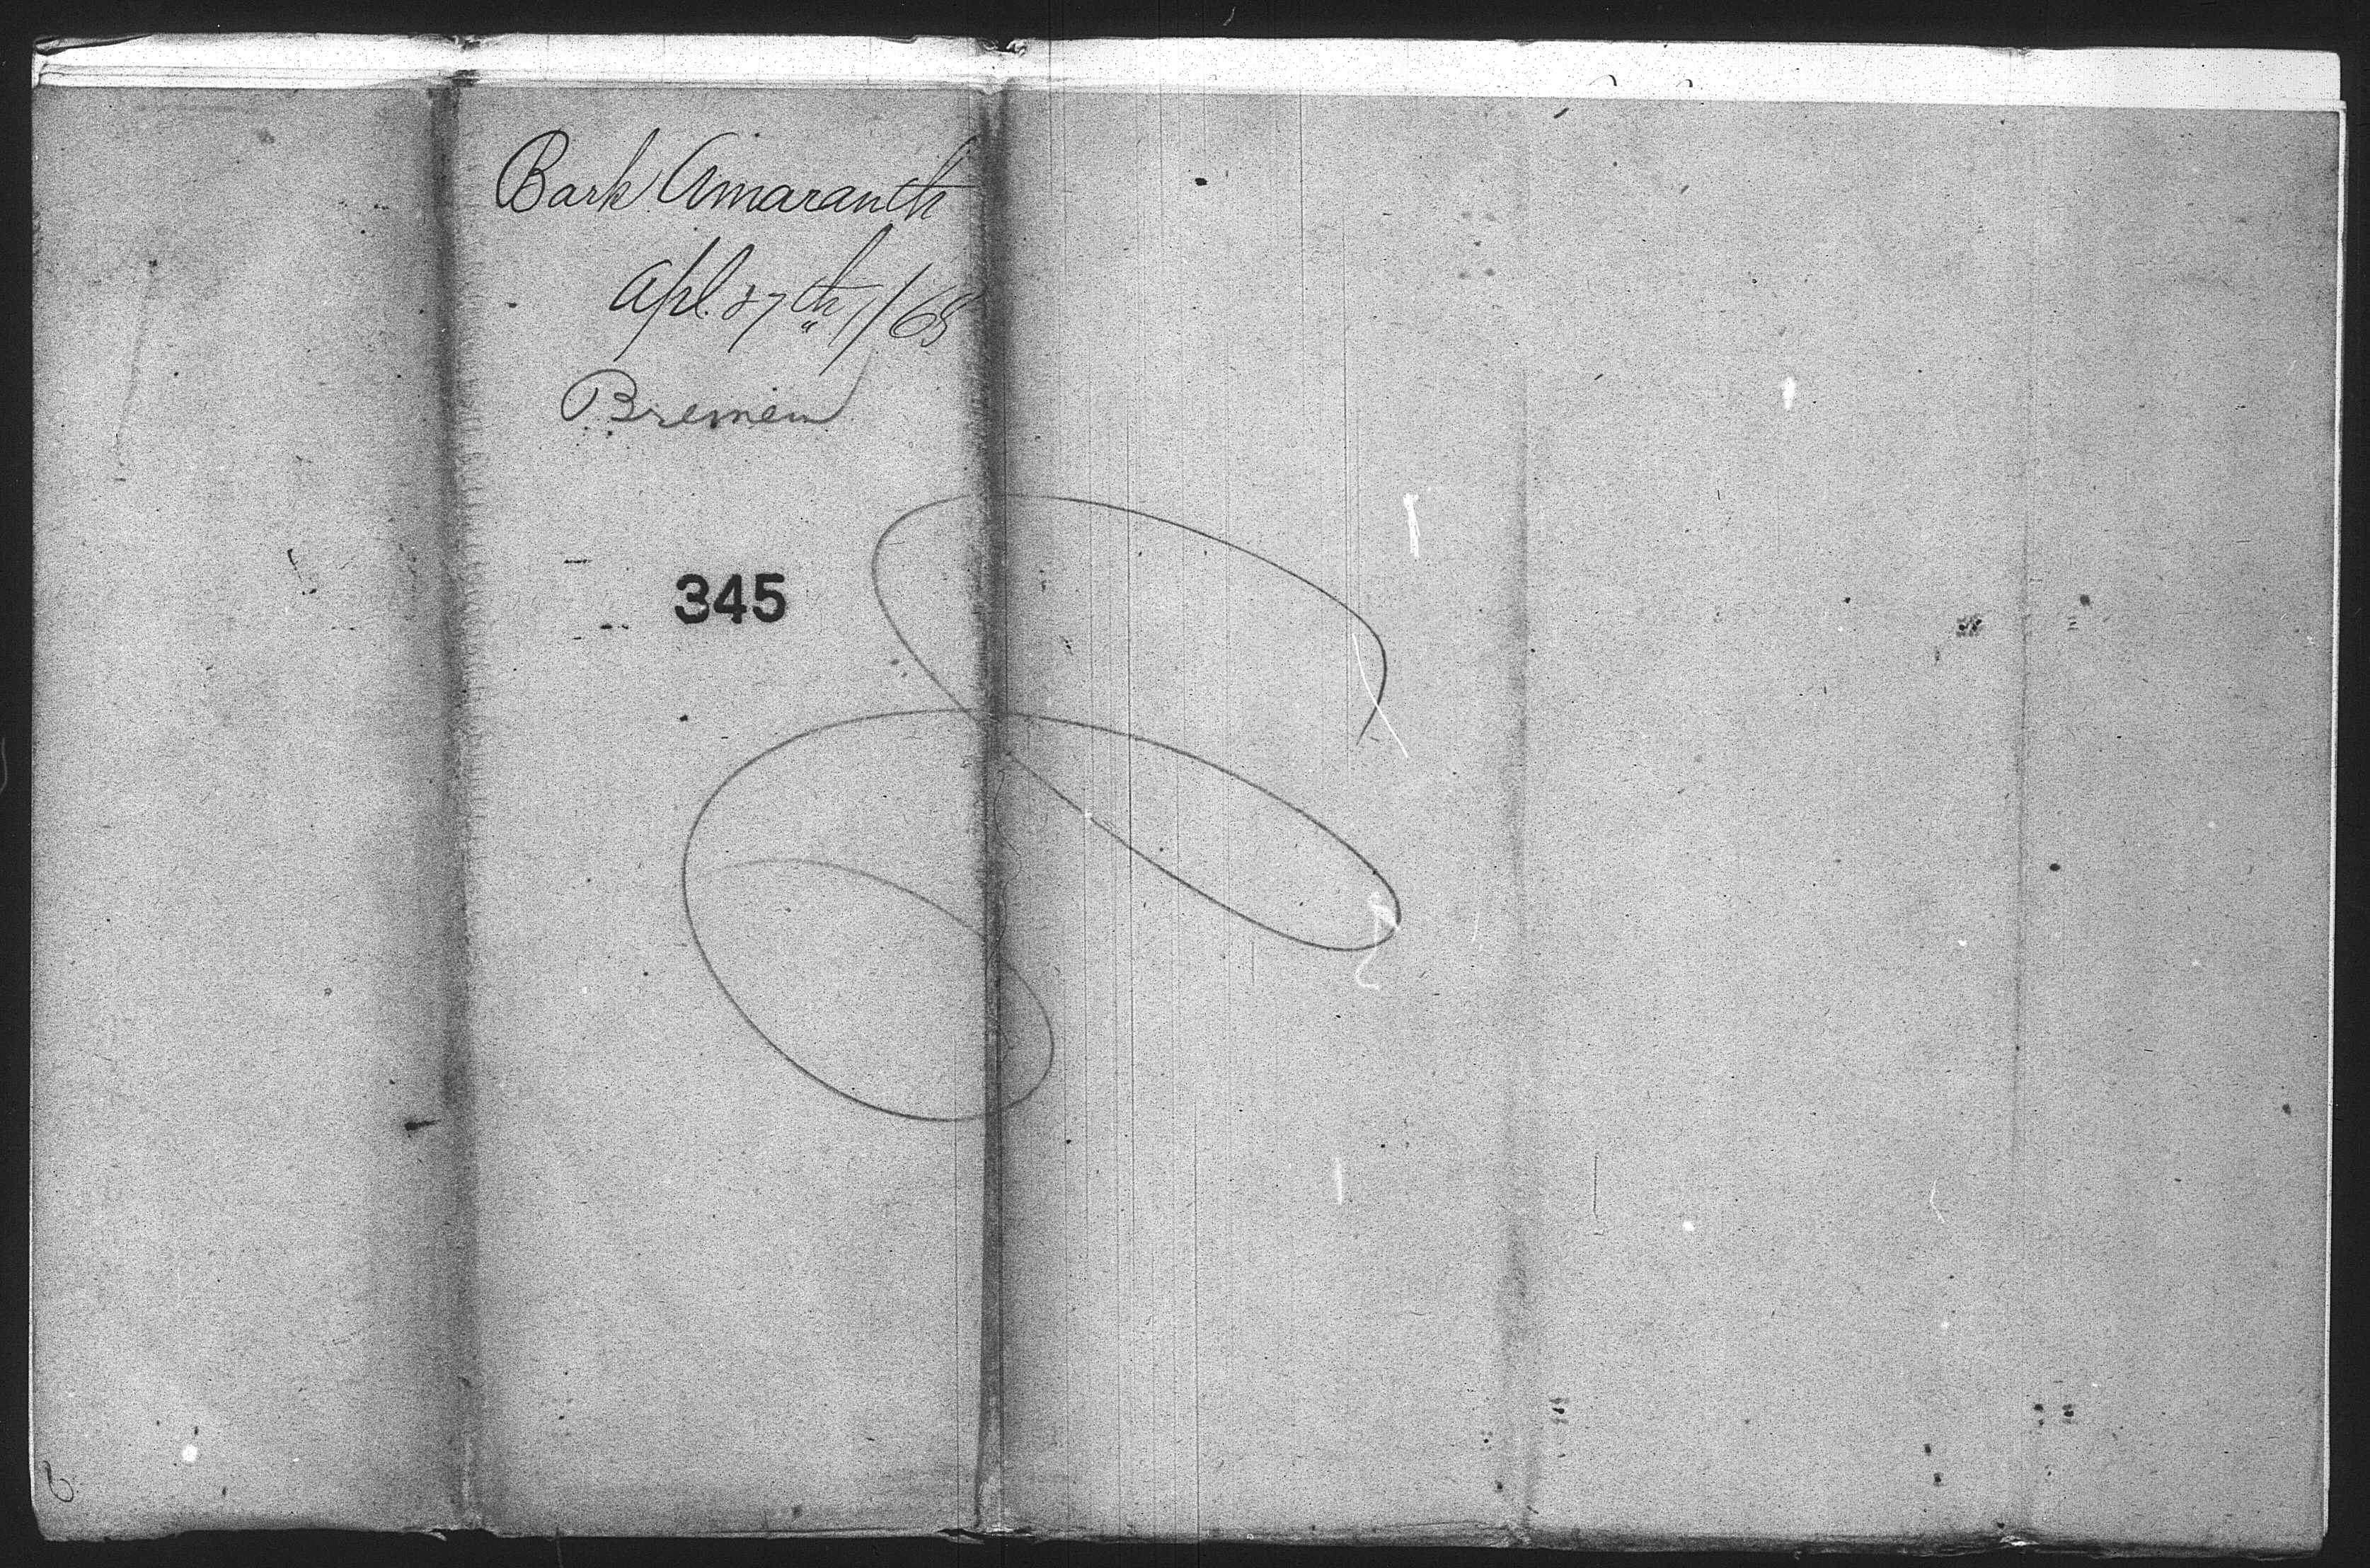 Bark Amaranth
Apl. 27th //68
Bremen
345